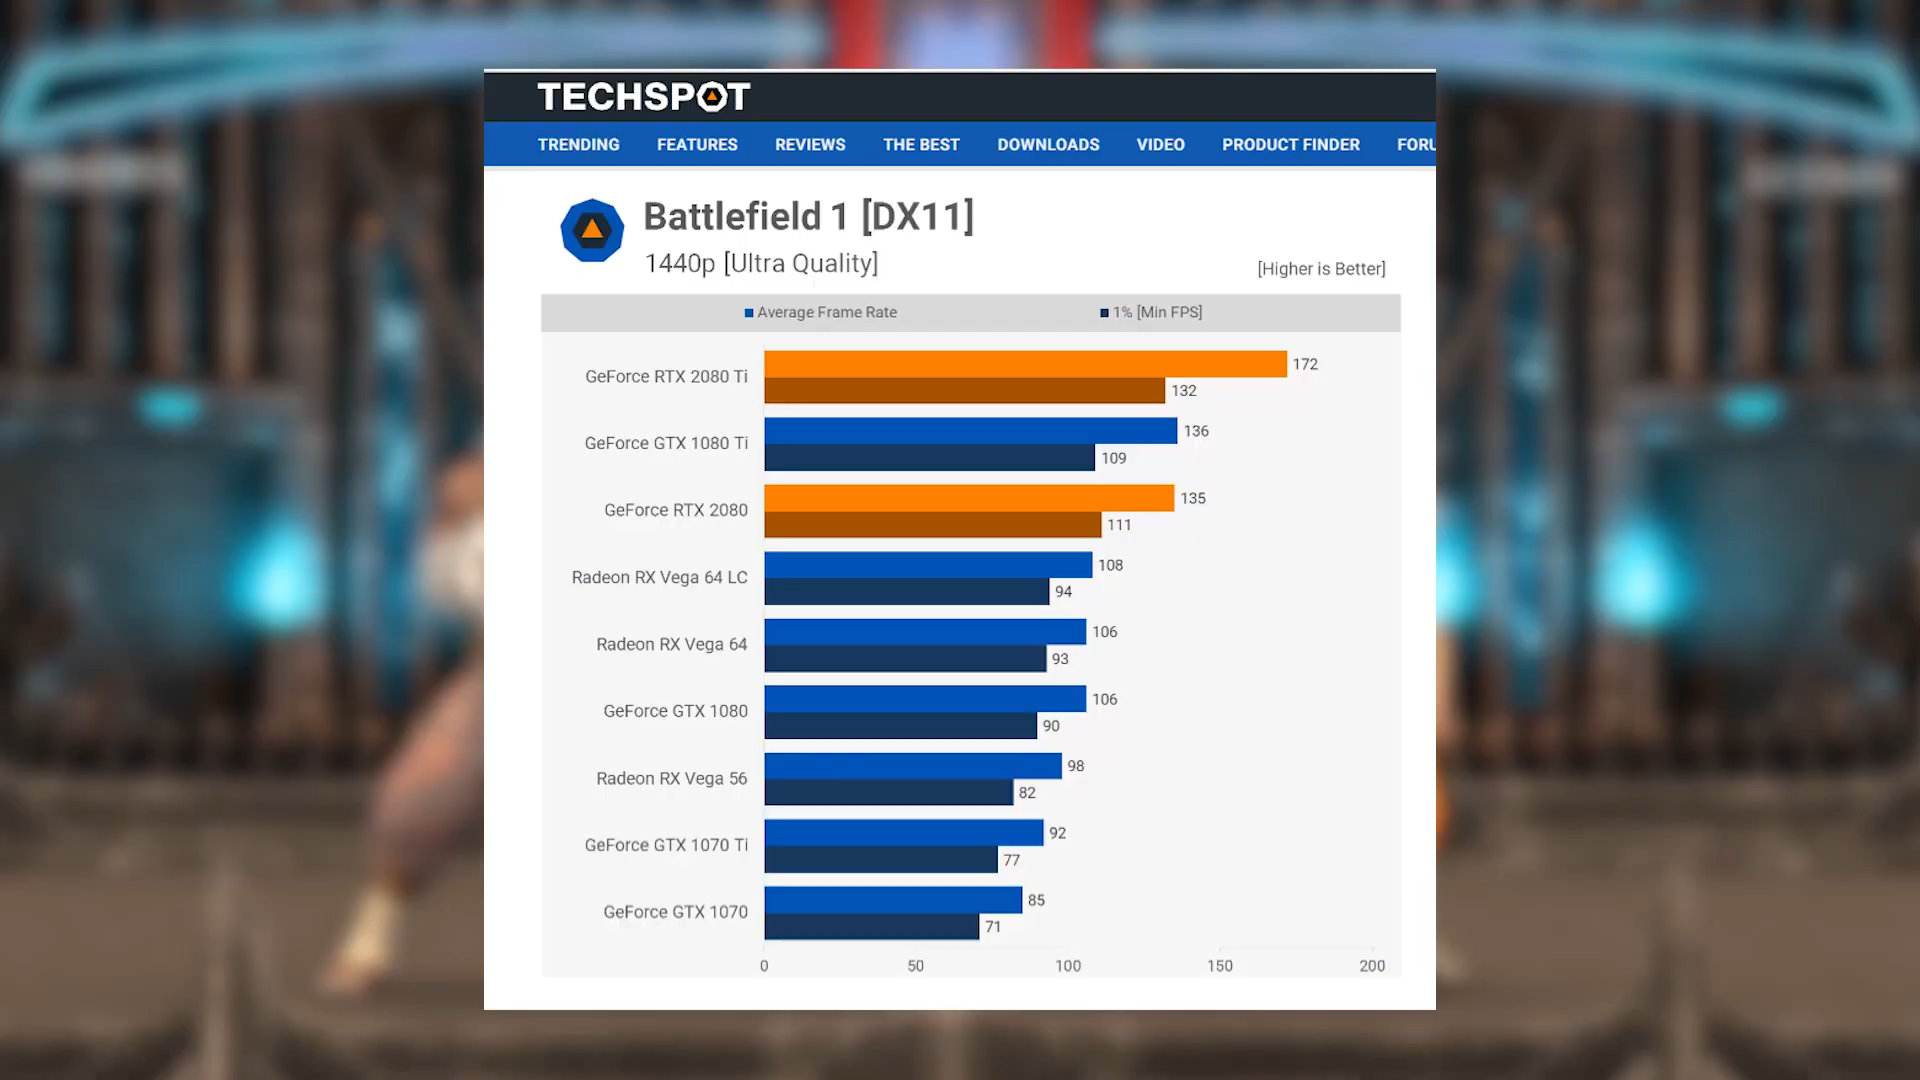 TECHSPOT
TRENDING FEATURES REVIEWS THE BEST DOWNLOADS VIDEO PRODUCT FINDER FORU
Battlefield 1 [DX11]
1440p [Ultra Quality]
[Higher is Better]
Average Frame Rate 1% [Min FPS]
GeForce RTX 2080 Ti 172 132
GeForce GTX 1080 Ti 136 109
GeForce RTX 2080 135 111
Radeon RX Vega 64 LC 108 94
Radeon RX Vega 64 106 93
GeForce GTX 1080 106 90
Radeon RX Vega 56 98 82
GeForce GTX 1070 Ti 92 77
GeForce GTX 1070 85 71
0 50 100 150 200